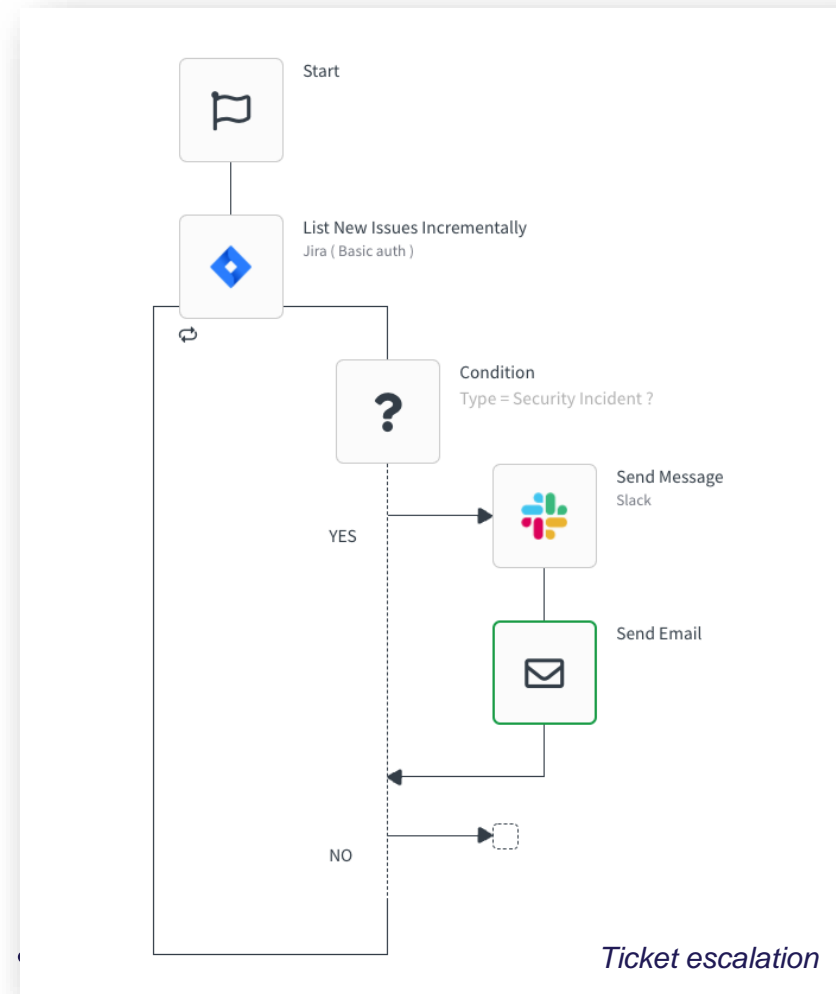 Start
List New Issues Incrementally
Jira ( Basic auth )
Condition
Type = Security Incident ?
Send Message
Slack
YES
Send Email
NO
Ticket escalation